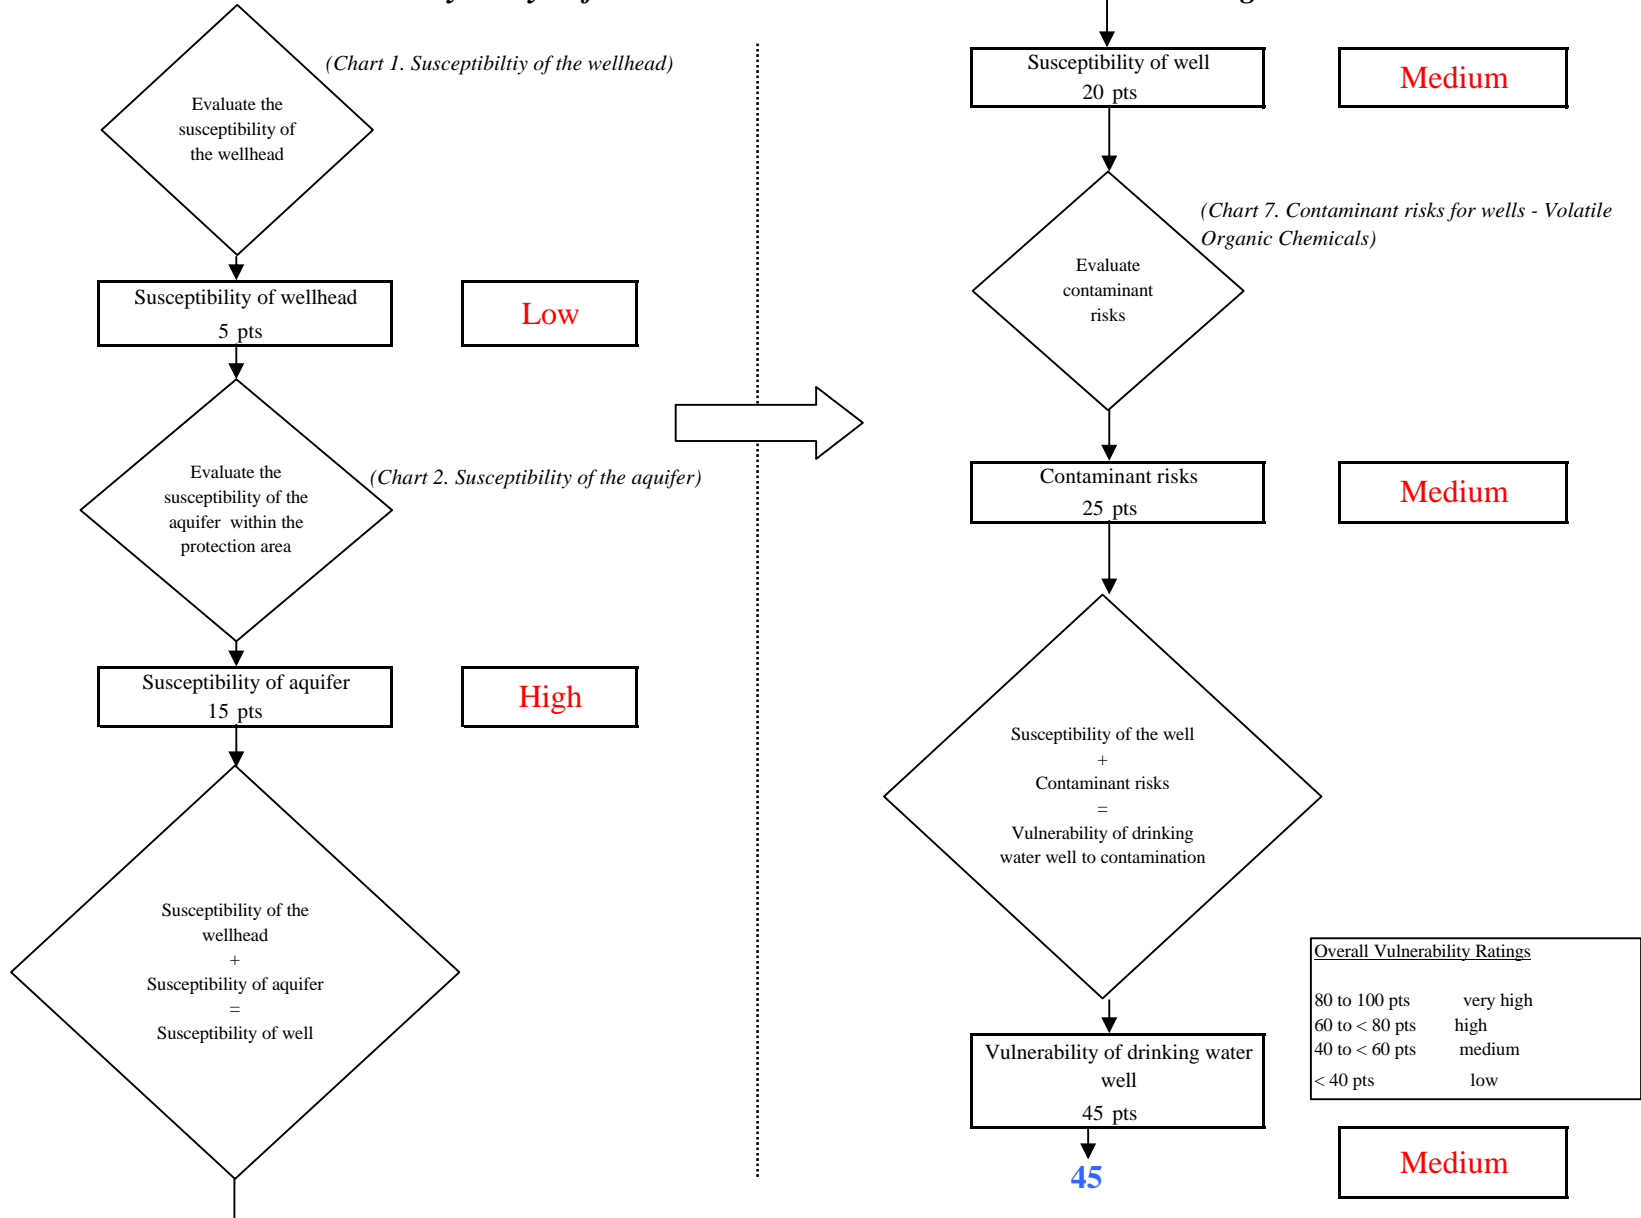 (Chart 1. Susceptibiltiy of the wellhead)
Evaluate the
susceptibility of
the wellhead
Susceptibility of wellhead
5 pts
Low
Evaluate the
susceptibility of the
aquifer within the
protection area
(Chart 2. Susceptibility of the aquifer)
Susceptibility of aquifer
15 pts
High
Susceptibility of the
wellhead
+
Susceptibility of aquifer
=
Susceptibility of well
Susceptibility of well
20 pts
Medium
(Chart 7. Contaminant risks for wells - Volatile
Organic Chemicals)
Evaluate
contaminant
risks
Contaminant risks
25 pts
Medium
Susceptibility of the well
+
Contaminant risks
=
Vulnerability of drinking
water well to contamination
Overall Vulnerability Ratings
80 to 100 pts very high
60 to < 80 pts high
40 to < 60 pts medium
< 40 pts low
Vulnerability of drinking water
well
45 pts
45
Medium